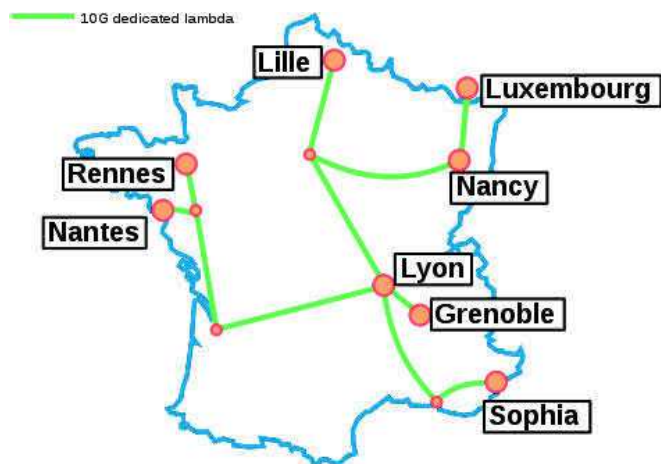 10G dedicated lambda
Lille
Luxembourg
Rennes
Nancy
Nantes
Lyon
Grenoble
Sophia